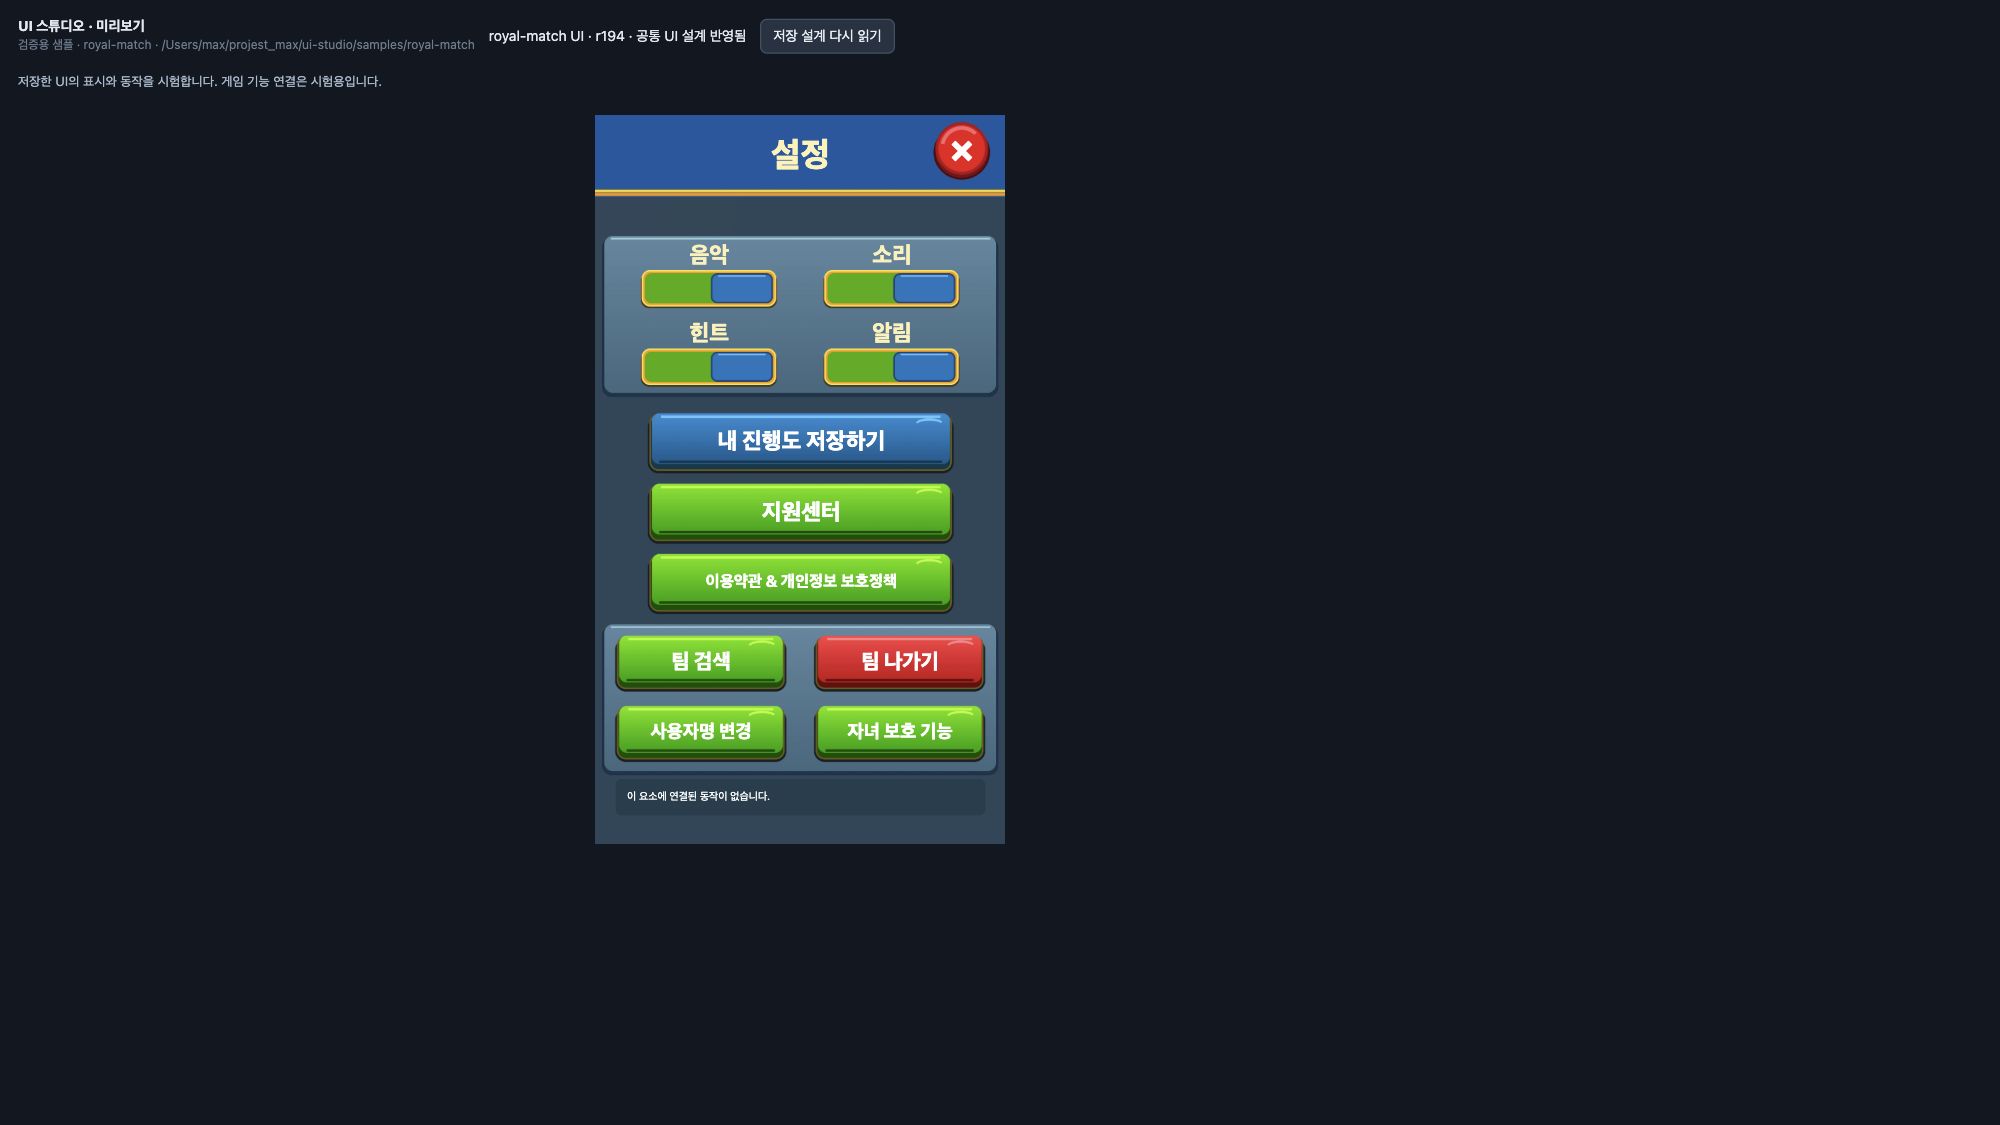 UI 스튜디오 · 미리보기
검증용 샘플 · royal-match · /Users/max/projest_max/ui-studio/samples/royal-match
royal-match UI · r194 · 공통 UI 설계 반영됨
저장 설계 다시 읽기
저장한 UI의 표시와 동작을 시험합니다. 게임 기능 연결은 시험용입니다.
설정
음악
소리
힌트
알림
내 진행도 저장하기
지원센터
이용약관 & 개인정보 보호정책
팀 검색
팀 나가기
사용자명 변경
자녀 보호 기능
이 요소에 연결된 동작이 없습니다.